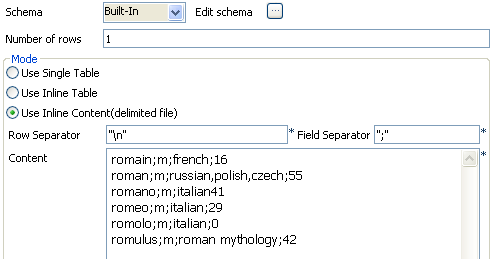 Schema Built-In Edit schema ...
Number of rows 1
Mode
Use Single Table
Use Inline Table
Use Inline Content(delimited file)
Row Separator "\n" * Field Separator ";" *
Content *
romain;m;french;16
roman;m;russian,polish,czech;55
romano;m;italian41
romeo;m;italian;29
romolo;m;italian;0
romulus;m;roman mythology;42